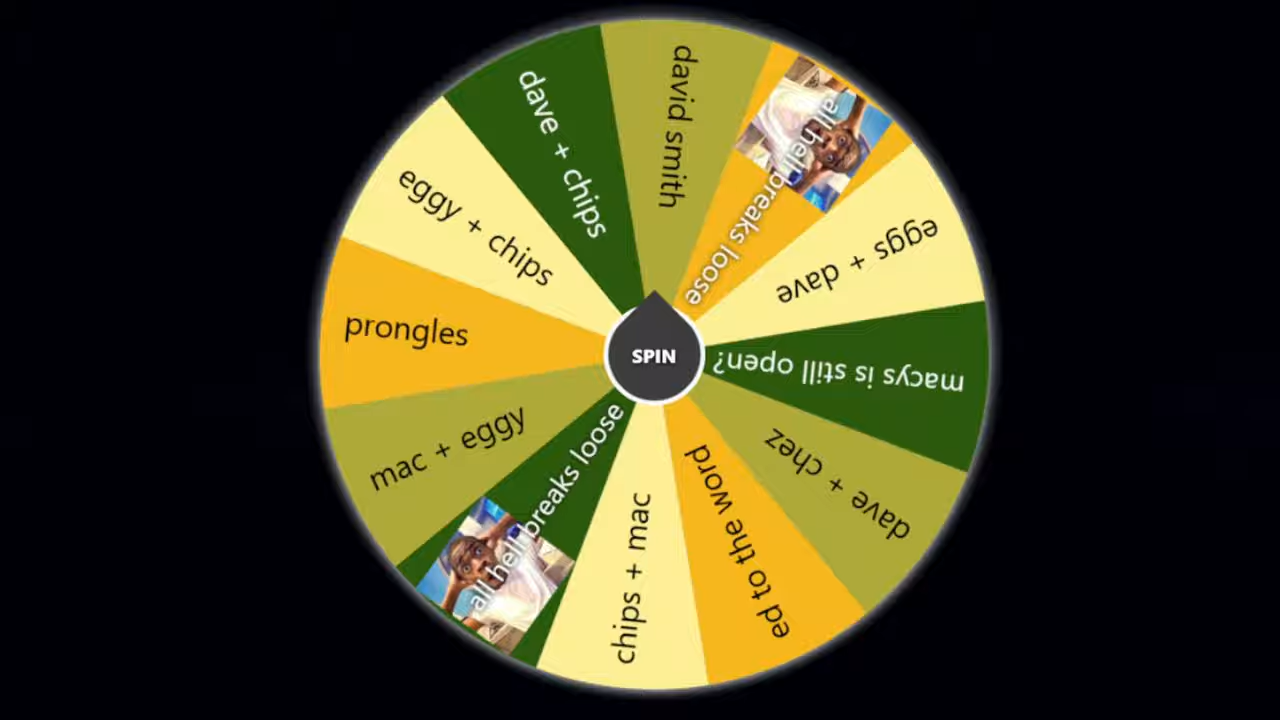 david smith
all hell breaks loose
eggs + dave
macys is still open?
dave + chez
ed to the word
chips + mac
all hell breaks loose
mac + eggy
prongles
eggy + chips
dave + chips
SPIN